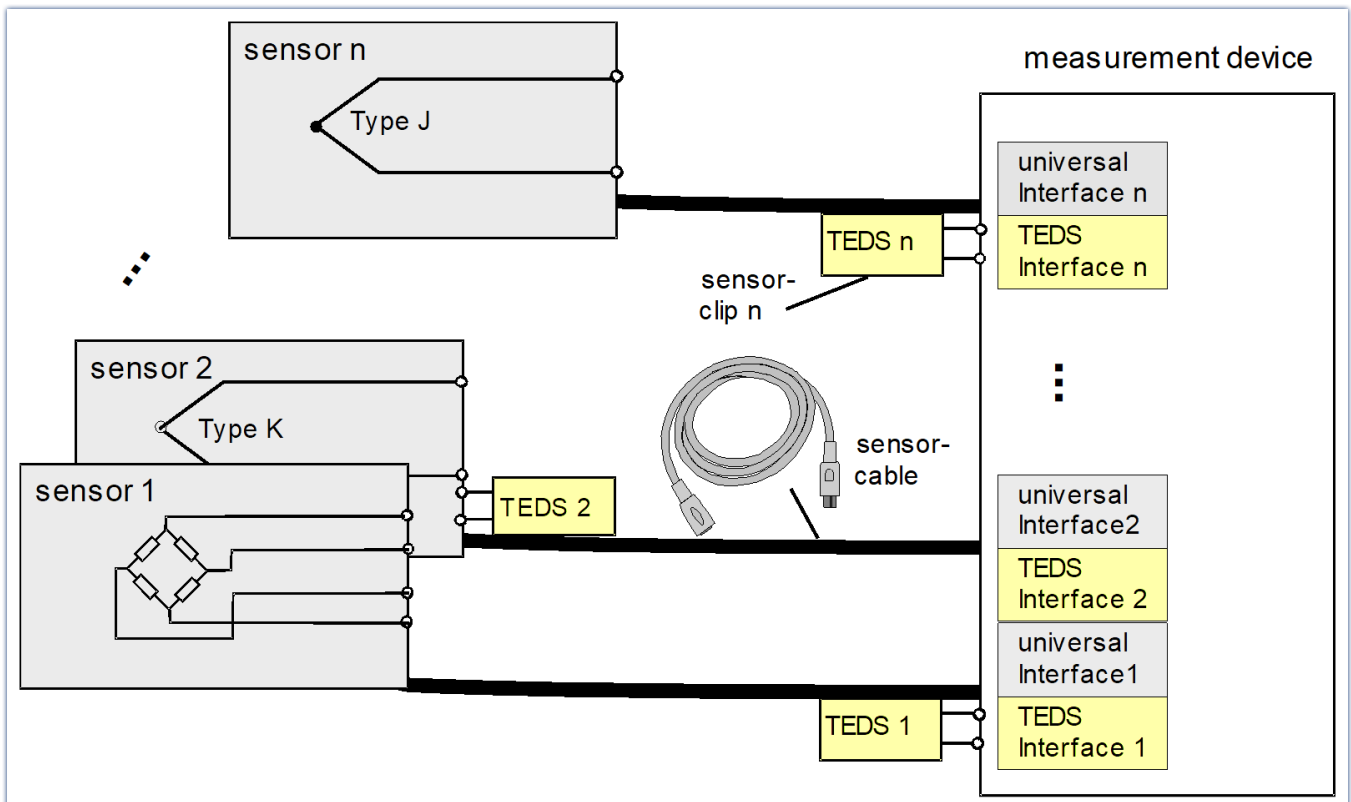 sensor n
Type J
measurement device
universal
Interface n
TEDS
Interface n
TEDS n
sensor-
clip n
sensor 2
Type K
TEDS 2
sensor-
cable
sensor 1
universal
Interface2
TEDS
Interface 2
universal
Interface1
TEDS
Interface 1
TEDS 1